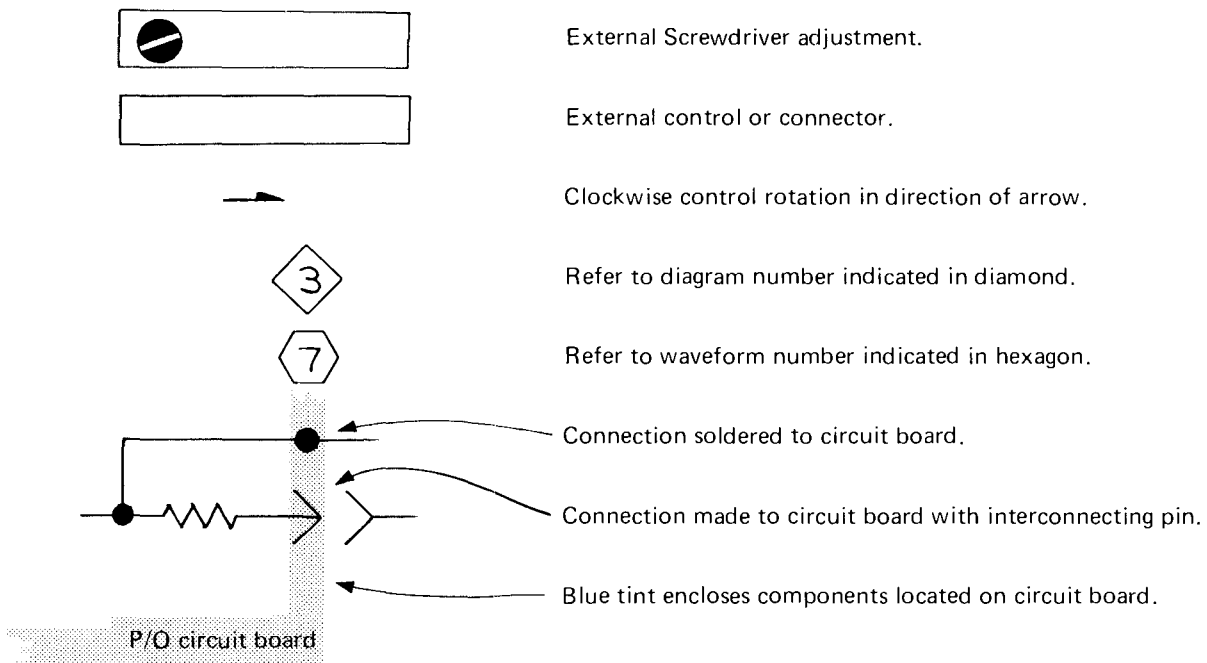 External Screwdriver adjustment.
External control or connector.
Clockwise control rotation in direction of arrow.
3
Refer to diagram number indicated in diamond.
7
Refer to waveform number indicated in hexagon.
Connection soldered to circuit board.
Connection made to circuit board with interconnecting pin.
Blue tint encloses components located on circuit board.
P/O circuit board